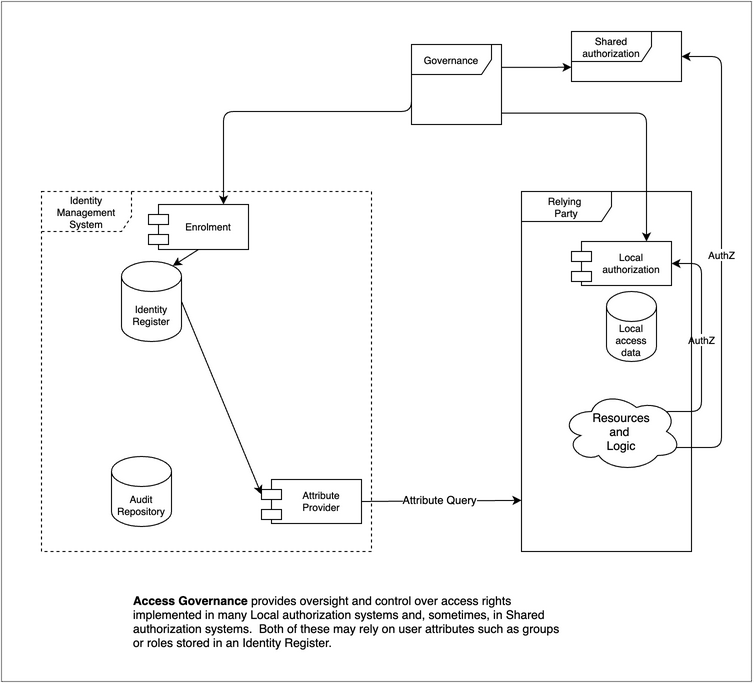 Shared
authorization
Governance
Identity
Management
System
Enrolment
Relying
Party
Local
authorization
AuthZ
Identity
Register
Local
access
data
AuthZ
Resources
and
Logic
Audit
Repository
Attribute
Provider
Attribute Query
Access Governance provides oversight and control over access rights
implemented in many Local authorization systems and, sometimes, in Shared
authorization systems.  Both of these may rely on user attributes such as groups
or roles stored in an Identity Register.